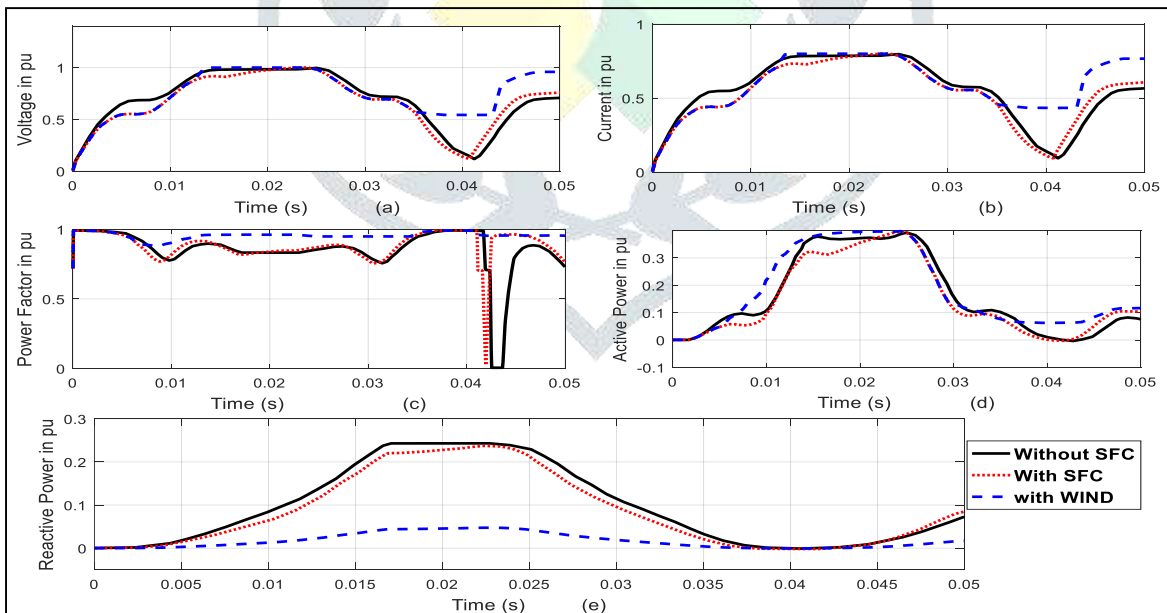 Voltage in pu
1
0.5
0
0 0.01 0.02 0.03 0.04 0.05
Time (s) (a)
Current in pu
1
0.5
0
0 0.01 0.02 0.03 0.04 0.05
Time (s) (b)
Power Factor in pu
1
0.5
0
0 0.01 0.02 0.03 0.04 0.05
Time (s) (c)
Active Power in pu
0.3
0.2
0.1
0
-0.1
0 0.01 0.02 0.03 0.04 0.05
Time (s) (d)
Reactive Power in pu
0.3
0.2
0.1
0
0 0.005 0.01 0.015 0.02 0.025 0.03 0.035 0.04 0.045 0.05
Time (s) (e)
Without SFC
With SFC
with WIND